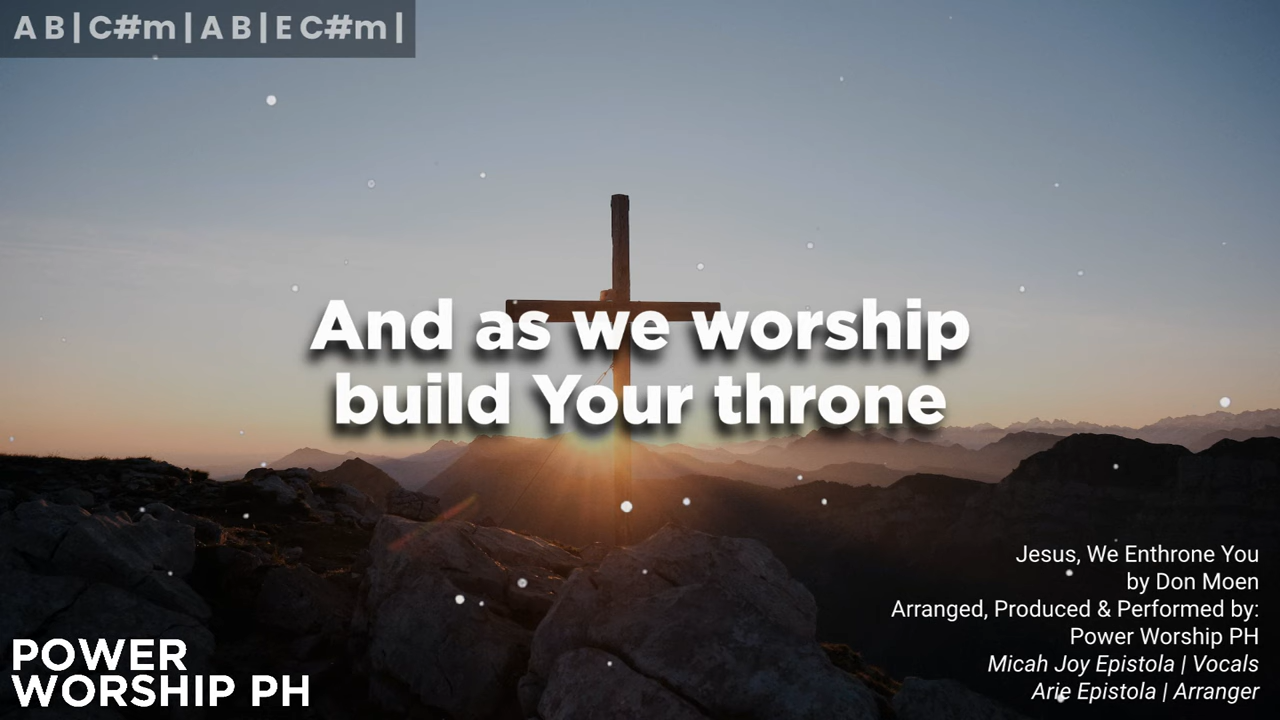 A B | C#m | A B | E C#m |
And as we worship
build Your throne
Jesus, We Enthrone You
by Don Moen
Arranged, Produced & Performed by:
Power Worship PH
Micah Joy Epistola | Vocals
Arie Epistola | Arranger
POWER
WORSHIP PH